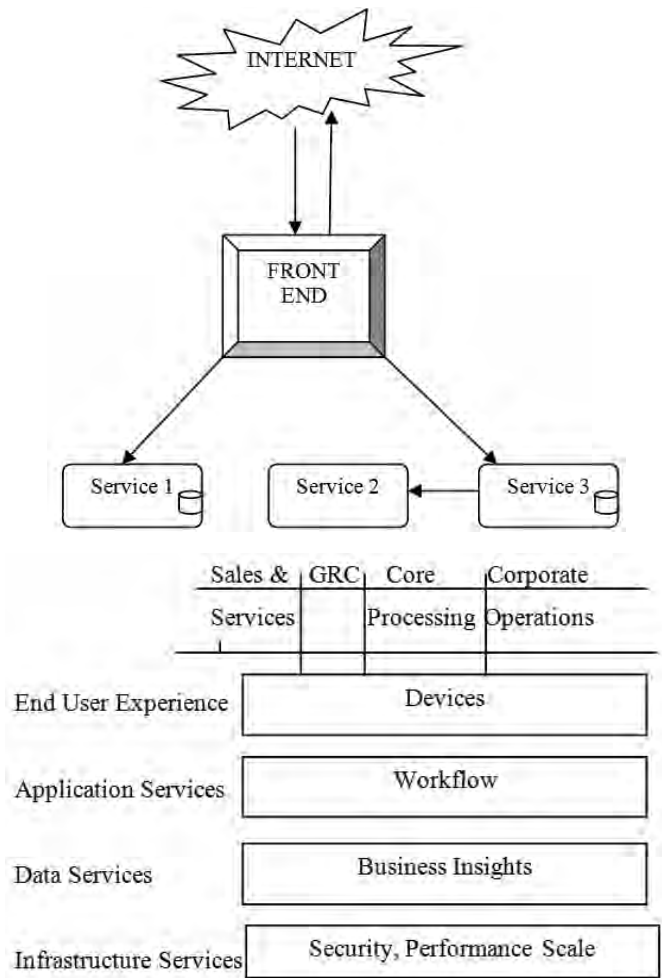 INTERNET
FRONT
END
Service 1
Service 2
Service 3
Sales & GRC Core Corporate
Services Processing Operations
End User Experience
Devices
Application Services
Workflow
Data Services
Business Insights
Infrastructure Services
Security, Performance Scale